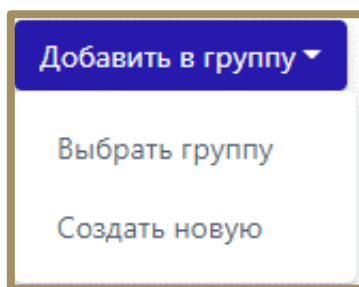 Добавить в группу
Выбрать группу
Создать новую